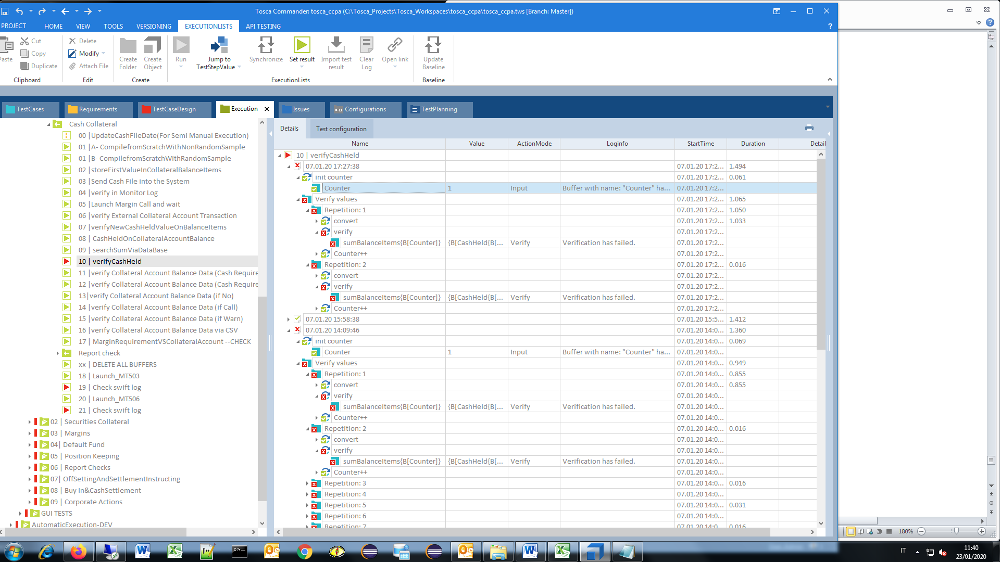 Tosca Commander: tosca_ccpa (C:\Tosca_Projects\Tosca_Workspaces\tosca_ccpa\tosca_ccpa.tws [Branch: Master])
PROJECT HOME VIEW TOOLS VERSIONING EXECUTIONLISTS API TESTING ?
Paste Cut Copy Duplicate
Clipboard
Delete Modify Attach File
Edit
Create Folder Create Object
Create
Run Jump to TestStepValue Synchronize Set result Import test result Clear Log Open link
ExecutionLists
Update Baseline
Baseline
TestCases Requirements TestCaseDesign Execution Issues Configurations TestPlanning
Cash Collateral
00 |UpdateCashFileDate(For Semi Manual Execution)
01 |A- CompilefromScratchWithNonRandomSample
01 |B- CompilefromScratchWithRandomSample
02 |storeFirstValueInCollateralBalanceItems
03 |Send Cash File into the System
04 | verify in Monitor Log
05 |Launch Margin Call and wait
06 |verify External Collateral Account Transaction
07 |verifyNewCashHeldValueOnBalanceItems
08 | CashHeldOnCollateralAccountBalance
09 | searchSumViaDataBase
10 | verifyCashHeld
11 |verify Collateral Account Balance Data (Cash Require
12 |verify Collateral Account Balance Data (Cash Require
13|verify Collateral Account Balance Data (if No)
14 |verify Collateral Account Balance Data (if Call)
15 |verify Collateral Account Balance Data (if Warn)
16 |verify Collateral Account Balance Data via CSV
17 | MarginRequirementVSCollateralAccount --CHECK
Report check
xx | DELETE ALL BUFFERS
18 | Launch_MT503
19 | Check swift log
20 | Launch_MT506
21 | Check swift log
02 | Securities Collateral
03 | Margins
04| Default Fund
05 | Position Keeping
06 | Report Checks
07| OffSettingAndSettlementInstructing
08 | Buy In&CashSettlement
09 | Corporate Actions
GUI TESTS
AutomaticExecution-DEV
Details Test configuration
Name Value ActionMode Loginfo StartTime Duration Detail
10 | verifyCashHeld
07.01.20 17:27:38 07.01.20 17:2... 1.494
init counter 07.01.20 17:2... 0.061
Counter 1 Input Buffer with name: "Counter" ha... 07.01.20 17:2...
Verify values 07.01.20 17:2... 1.065
Repetition: 1 07.01.20 17:2... 1.050
convert 07.01.20 17:2... 1.033
verify 07.01.20 17:2...
sumBalanceItems{B[Counter]} {B[CashHeld{B[... Verify Verification has failed. 07.01.20 17:2...
Counter++ 07.01.20 17:2...
Repetition: 2 07.01.20 17:2... 0.016
convert 07.01.20 17:2...
verify 07.01.20 17:2...
sumBalanceItems{B[Counter]} {B[CashHeld{B[... Verify Verification has failed. 07.01.20 17:2...
Counter++ 07.01.20 17:2...
07.01.20 15:58:38 07.01.20 15:5... 1.412
07.01.20 14:09:46 07.01.20 14:0... 1.360
init counter 07.01.20 14:0... 0.069
Counter 1 Input Buffer with name: "Counter" ha... 07.01.20 14:0...
Verify values 07.01.20 14:0... 0.949
Repetition: 1 07.01.20 14:0... 0.855
convert 07.01.20 14:0... 0.855
verify 07.01.20 14:0...
sumBalanceItems{B[Counter]} {B[CashHeld{B[... Verify Verification has failed. 07.01.20 14:0...
Counter++ 07.01.20 14:0...
Repetition: 2 07.01.20 14:0... 0.016
convert 07.01.20 14:0...
verify 07.01.20 14:0...
sumBalanceItems{B[Counter]} {B[CashHeld{B[... Verify Verification has failed. 07.01.20 14:0...
Counter++ 07.01.20 14:0...
Repetition: 3 07.01.20 14:0... 0.016
Repetition: 4 07.01.20 14:0...
Repetition: 5 07.01.20 14:0... 0.031
Repetition: 6 07.01.20 14:0...
Repetition: 7 07.01.20 14:0... 0.016
180%
IT 11:40
23/01/2020